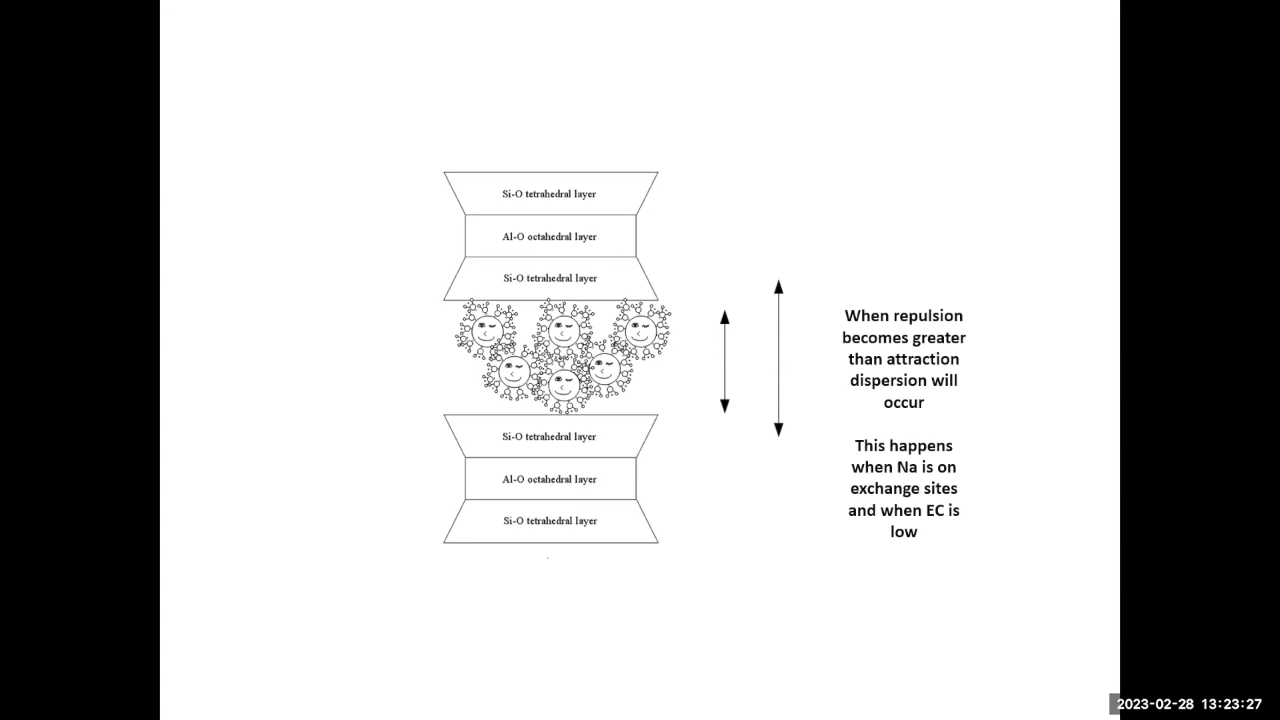 Si-O tetrahedral layer
Al-O octahedral layer
Si-O tetrahedral layer
Si-O tetrahedral layer
Al-O octahedral layer
Si-O tetrahedral layer
When repulsion
becomes greater
than attraction
dispersion will
occur
This happens
when Na is on
exchange sites
and when EC is
low
2023-02-28 13:23:27